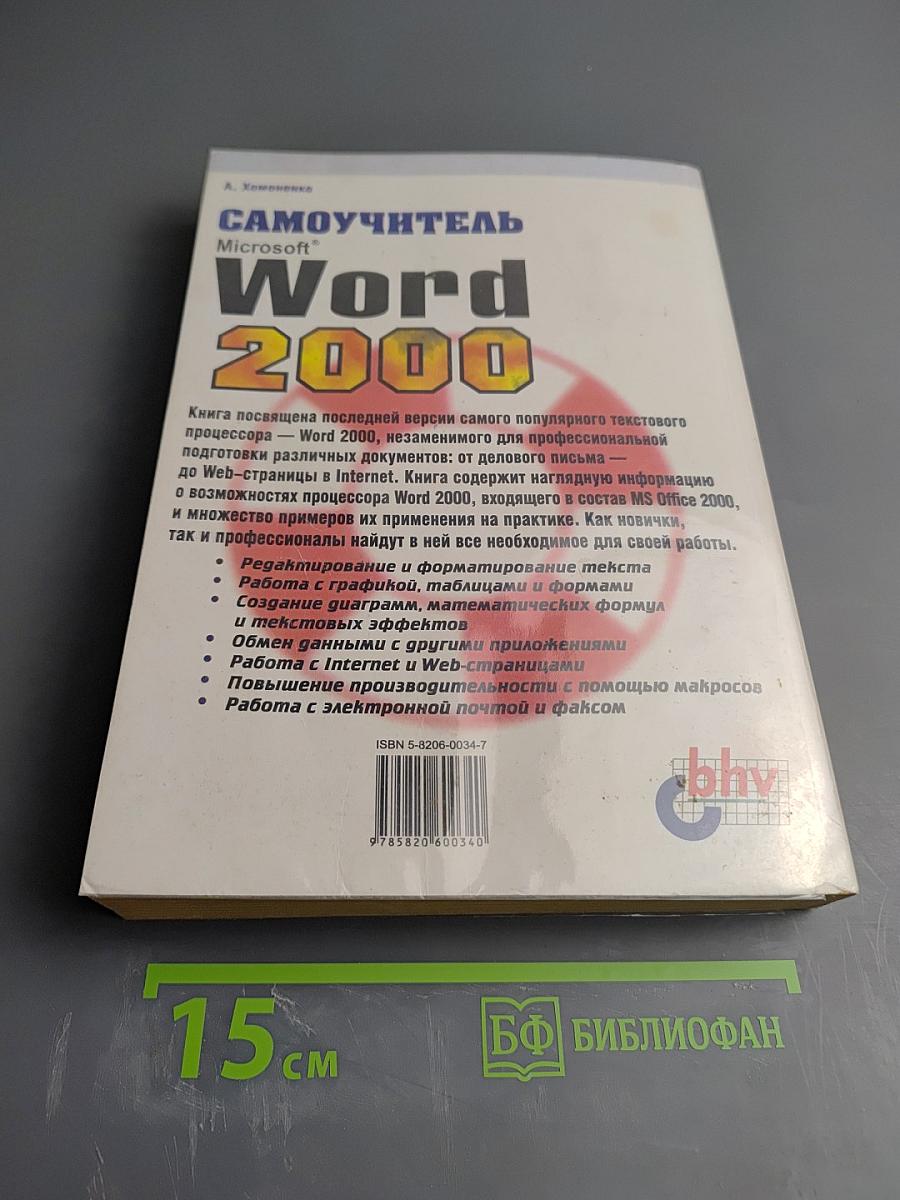 А. Хомоненко
САМОУЧИТЕЛЬ
Microsoft®
Word
2000
Книга посвящена последней версии самого популярного текстового
процессора — Word 2000, незаменимого для профессиональной
подготовки различных документов: от делового письма —
до Web-страницы в Internet. Книга содержит наглядную информацию
о возможностях процессора Word 2000, входящего в состав MS Office 2000,
и множество примеров их применения на практике. Как новички,
так и профессионалы найдут в ней все необходимое для своей работы.
• Редактирование и форматирование текста
• Работа с графикой, таблицами и формами
• Создание диаграмм, математических формул
и текстовых эффектов
• Обмен данными с другими приложениями
• Работа с Internet и Web-страницами
• Повышение производительности с помощью макросов
• Работа с электронной почтой и факсом
ISBN 5-8206-0034-7
9785820600340
bhv
15 см
БФ БИБЛИОФАН